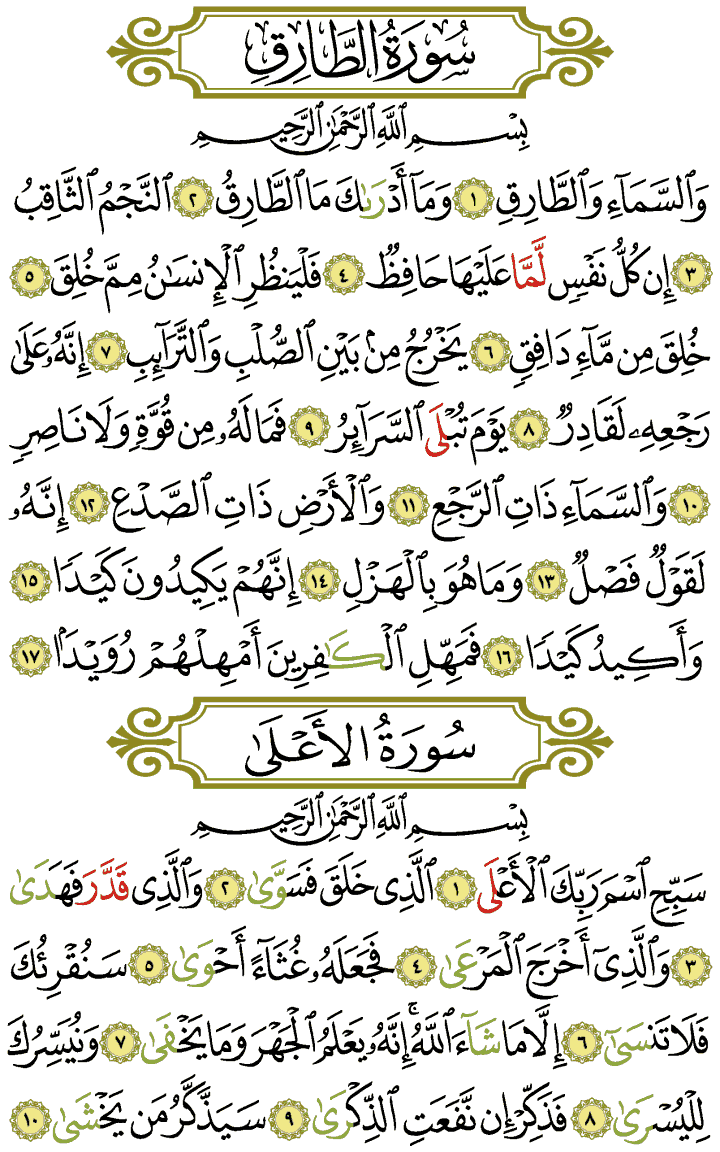 سُورَةُ الطَّارِقِ
بِسْمِ ٱللَّهِ ٱلرَّحْمَٰنِ ٱلرَّحِيمِ
وَٱلسَّمَآءِ وَٱلطَّارِقِ ١ وَمَآ أَدْرَىٰكَ مَا ٱلطَّارِقُ ٢ ٱلنَّجْمُ ٱلثَّاقِبُ
٣ إِن كُلُّ نَفْسٍ لَّمَّا عَلَيْهَا حَافِظٌ ٤ فَلْيَنظُرِ ٱلْإِنسَٰنُ مِمَّ خُلِقَ ٥
خُلِقَ مِن مَّآءٍ دَافِقٍ ٦ يَخْرُجُ مِنۢ بَيْنِ ٱلصُّلْبِ وَٱلتَّرَآئِبِ ٧ إِنَّهُۥ عَلَىٰ
رَجْعِهِۦ لَقَادِرٌ ٨ يَوْمَ تُبْلَى ٱلسَّرَآئِرُ ٩ فَمَا لَهُۥ مِن قُوَّةٍ وَلَا نَاصِرٍ
١٠ وَٱلسَّمَآءِ ذَاتِ ٱلرَّجْعِ ١١ وَٱلْأَرْضِ ذَاتِ ٱلصَّدْعِ ١٢ إِنَّهُۥ
لَقَوْلٌ فَصْلٌ ١٣ وَمَا هُوَ بِٱلْهَزْلِ ١٤ إِنَّهُمْ يَكِيدُونَ كَيْدًا ١٥
وَأَكِيدُ كَيْدًا ١٦ فَمَهِّلِ ٱلْكَٰفِرِينَ أَمْهِلْهُمْ رُوَيْدًۢا ١٧
سُورَةُ الأَعْلَىٰ
بِسْمِ ٱللَّهِ ٱلرَّحْمَٰنِ ٱلرَّحِيمِ
سَبِّحِ ٱسْمَ رَبِّكَ ٱلْأَعْلَى ١ ٱلَّذِى خَلَقَ فَسَوَّىٰ ٢ وَٱلَّذِى قَدَّرَ فَهَدَىٰ
٣ وَٱلَّذِىٓ أَخْرَجَ ٱلْمَرْعَىٰ ٤ فَجَعَلَهُۥ غُثَآءً أَحْوَىٰ ٥ سَنُقْرِئُكَ
فَلَا تَنسَىٰٓ ٦ إِلَّا مَا شَآءَ ٱللَّهُ ۚ إِنَّهُۥ يَعْلَمُ ٱلْجَهْرَ وَمَا يَخْفَىٰ ٧ وَنُيَسِّرُكَ
لِلْيُسْرَىٰ ٨ فَذَكِّرْ إِن نَّفَعَتِ ٱلذِّكْرَىٰ ٩ سَيَذَّكَّرُ مَن يَخْشَىٰ ١٠